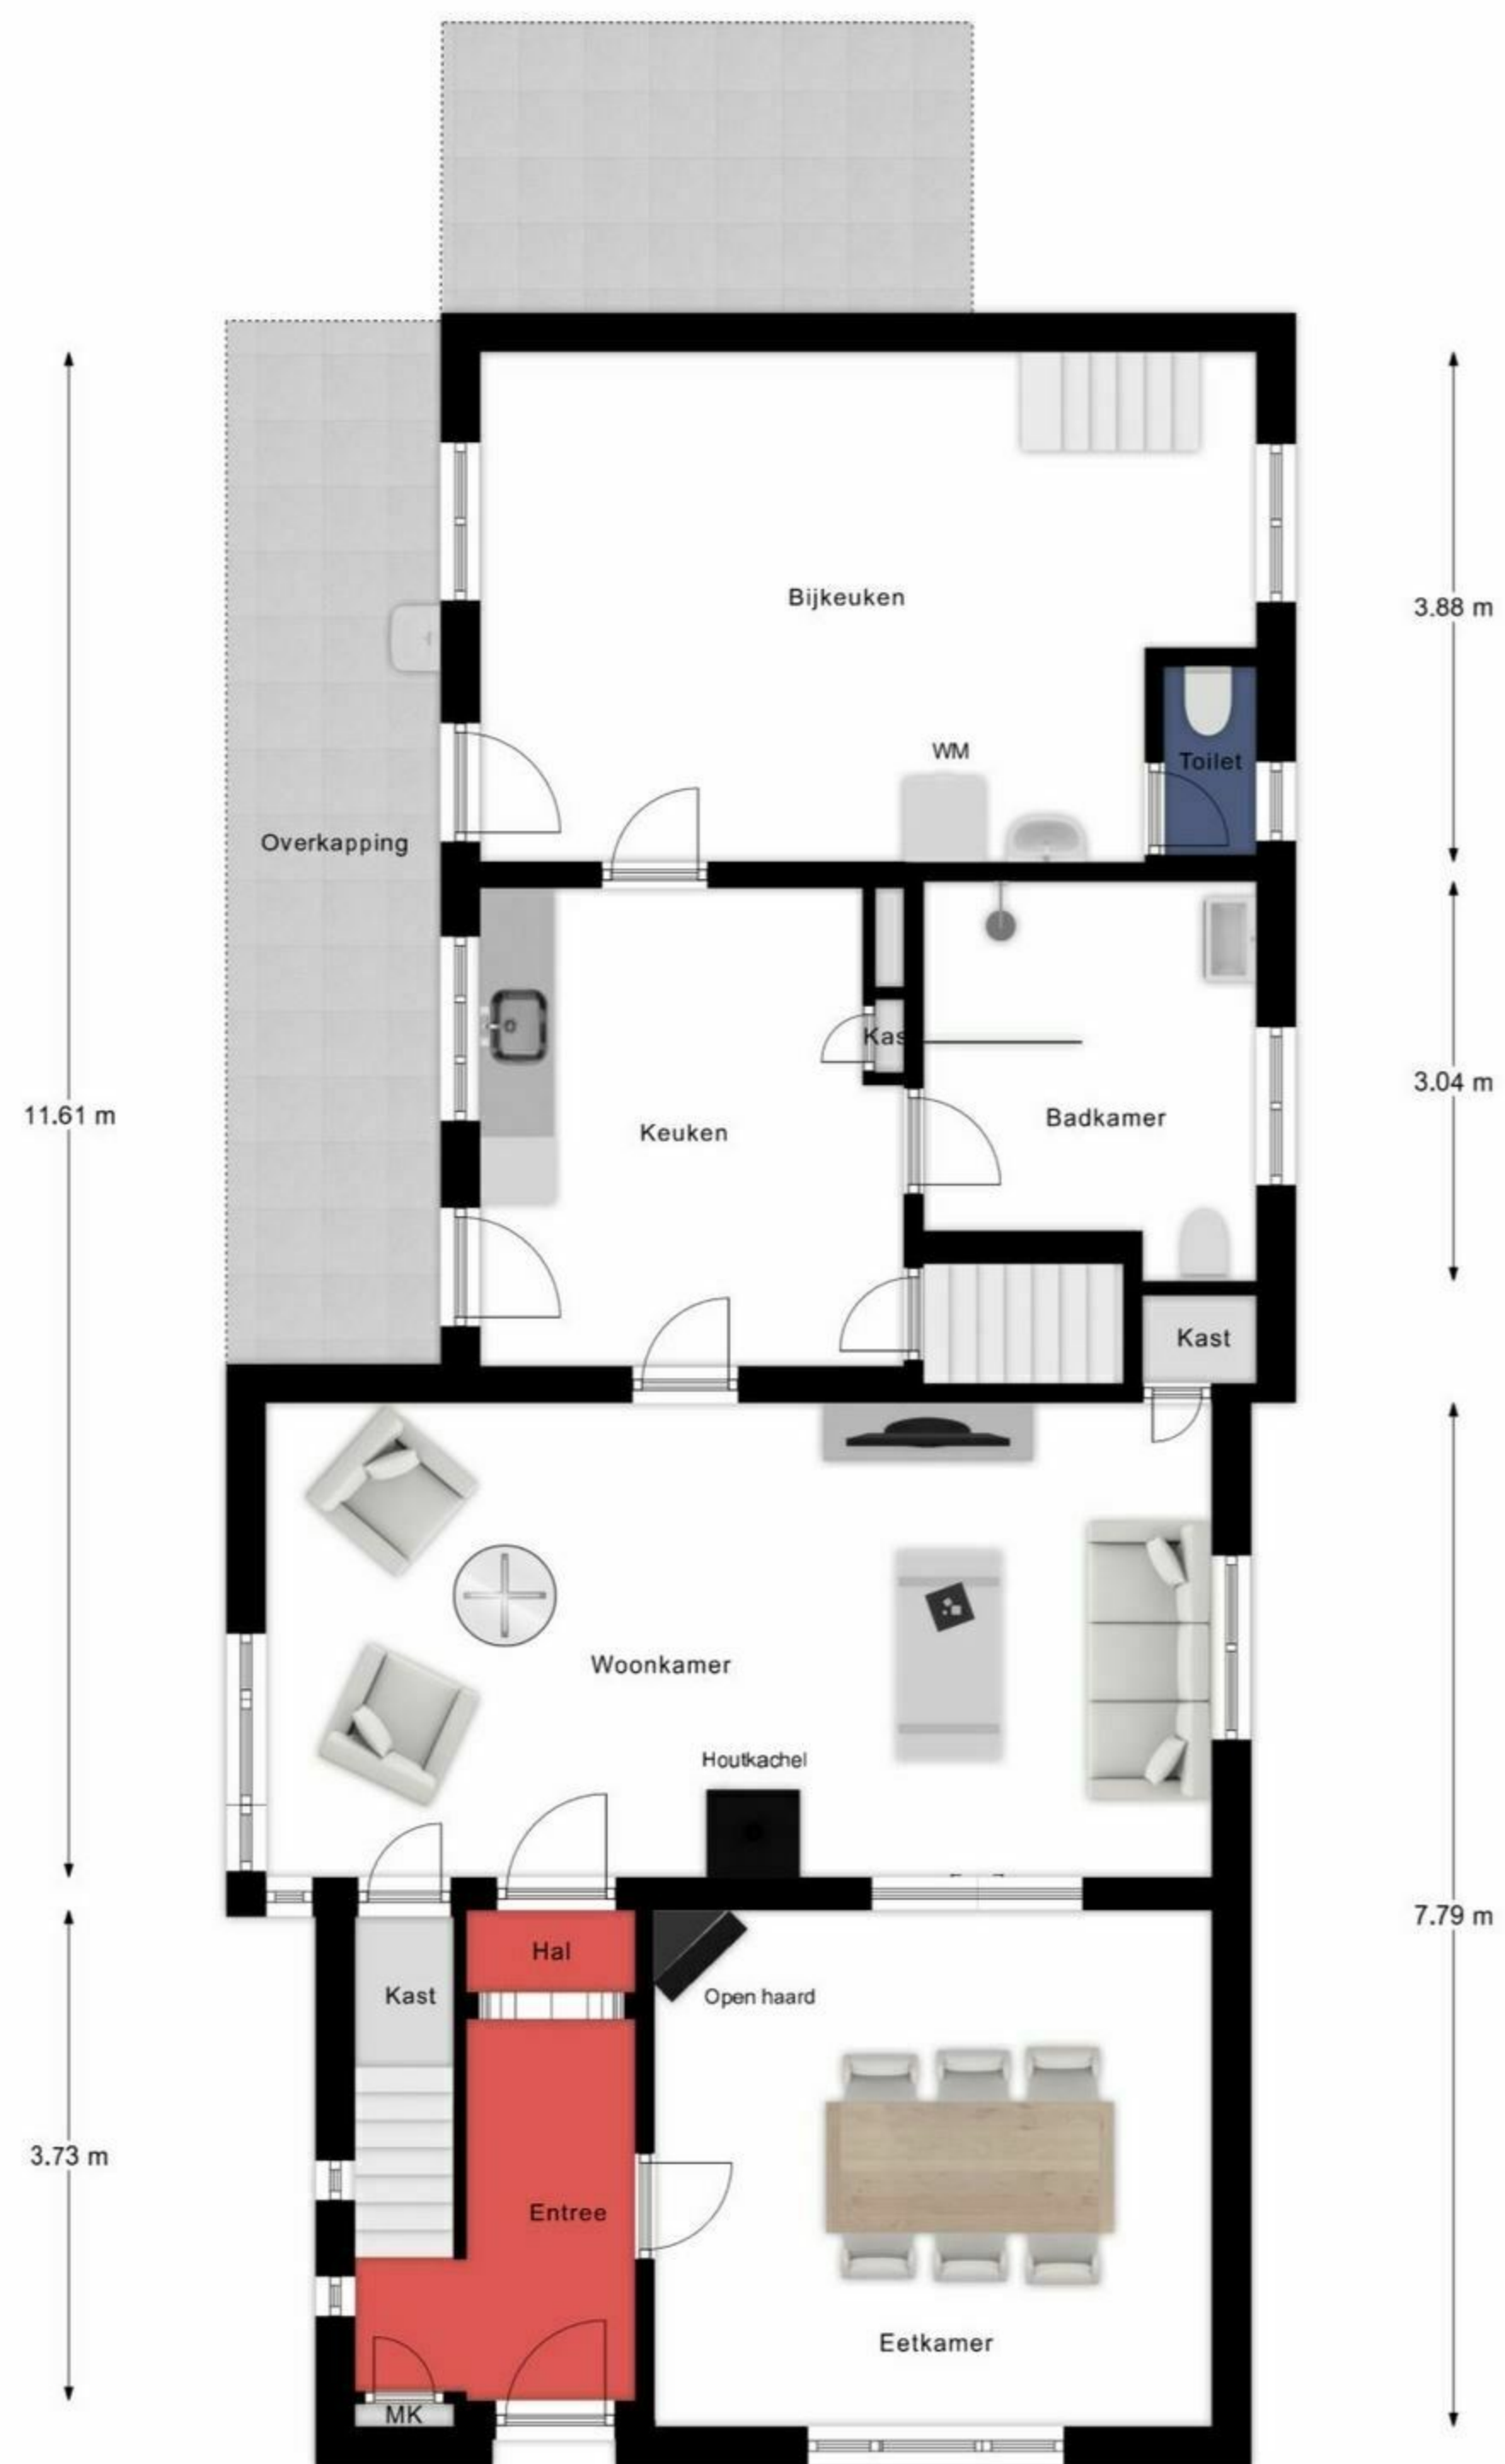 Bijkeuken
3.88 m
WM
Toilet
Overkapping
Kas
3.04 m
11.61 m
Badkamer
Keuken
Kast
Woonkamer
Houtkachel
7.79 m
Hal
Kast
Open haard
3.73 m
Entree
Eetkamer
MK